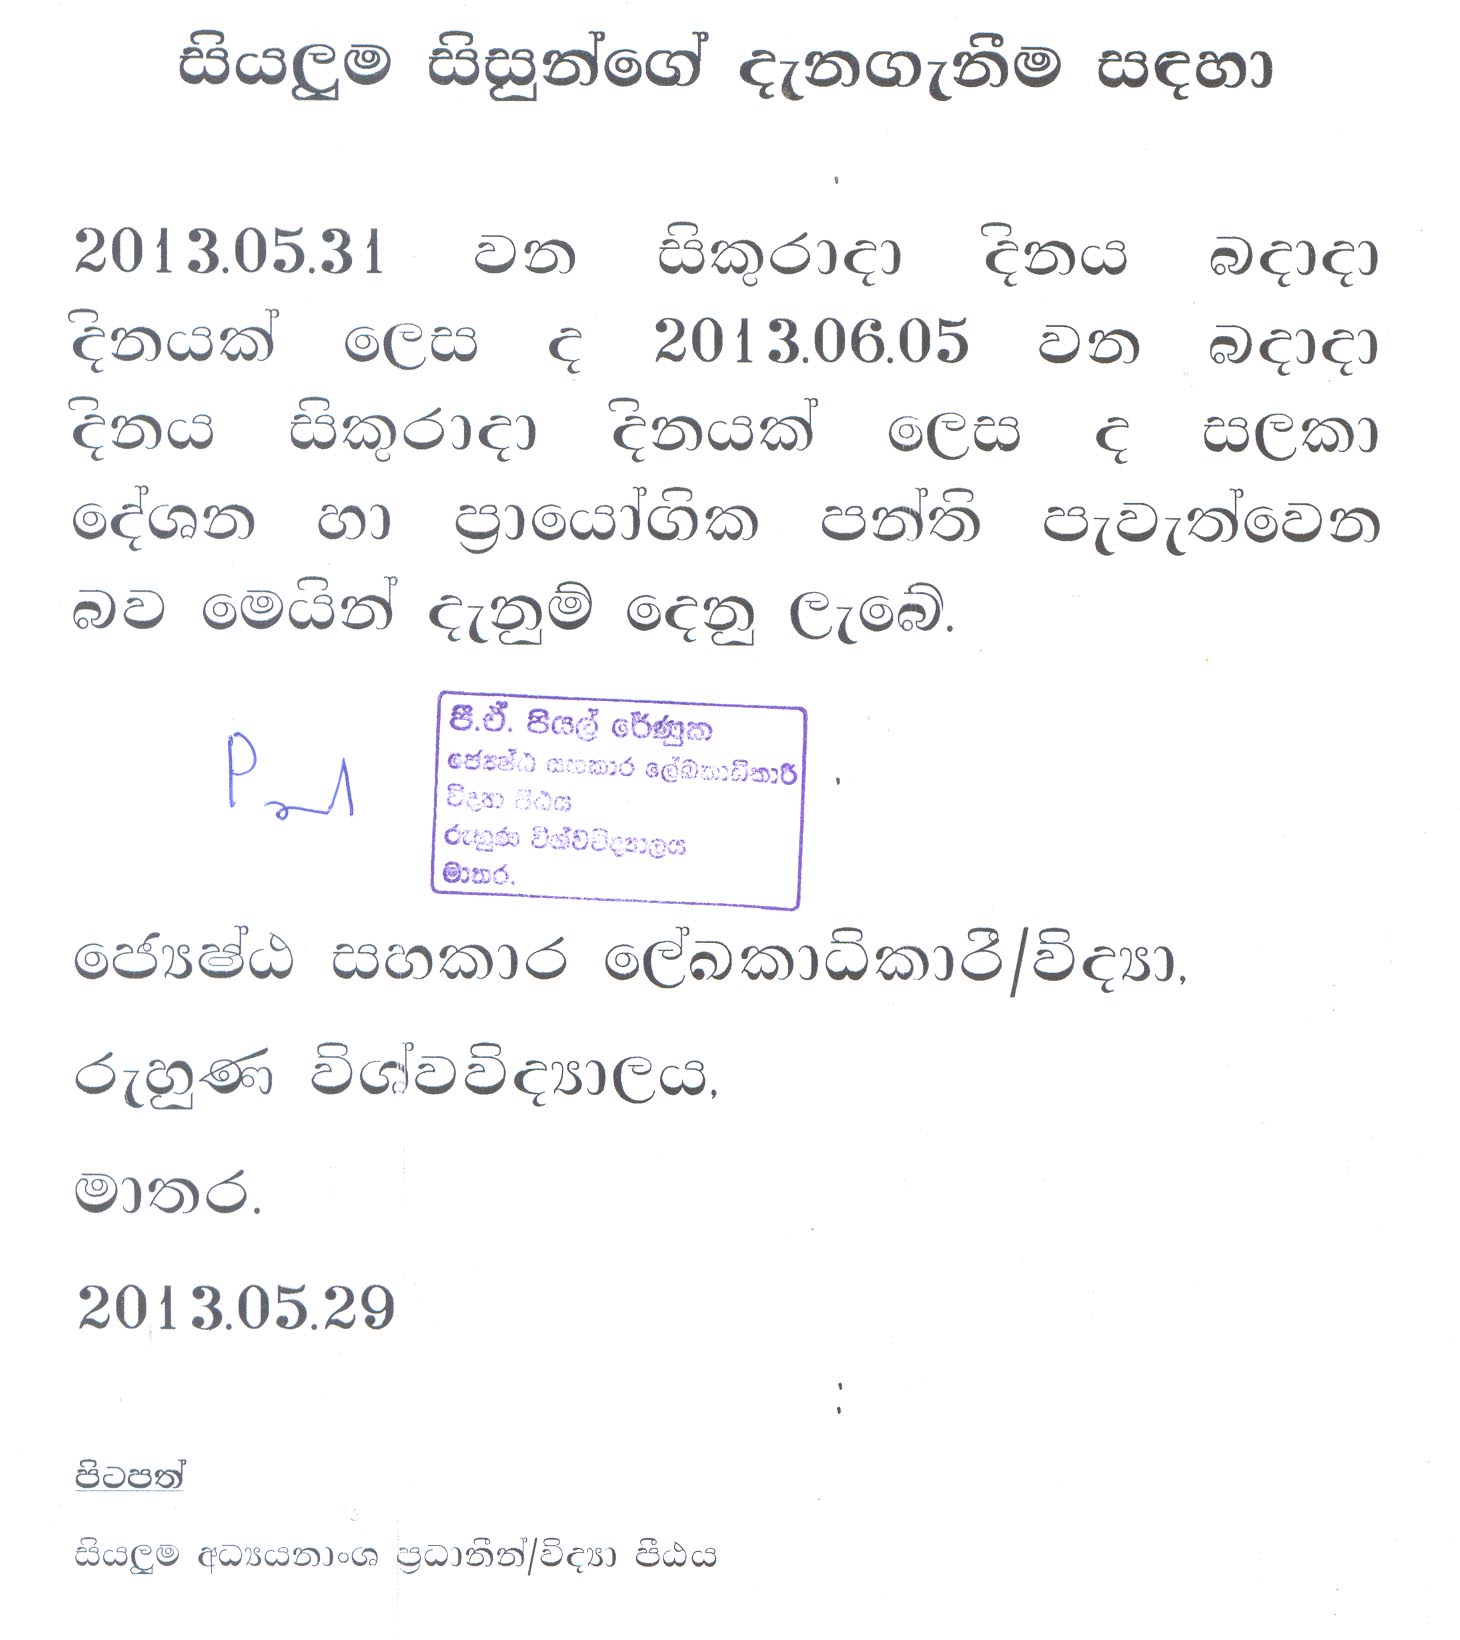 සියලුම සිසුන්ගේ දැනගැනීම සඳහා
2013.05.31 වන සිකුරාදා දිනය බදාදා
දිනයක් ලෙස ද 2013.06.05 වන බදාදා
දිනය සිකුරාදා දිනයක් ලෙස ද සලකා
දේශන හා ප්‍රායෝගික පන්ති පැවැත්වෙන
බව මෙයින් දැනුම් දෙනු ලැබේ.
පී.ඒ. පියල් රේණුක
ජ්‍යෙෂ්ඨ සහකාර ලේඛකාධිකාරී
විද්‍යා පීඨය
රුහුණ විශ්වවිද්‍යාලය
මාතර.
ජ්‍යෙෂ්ඨ සහකාර ලේඛකාධිකාරී/විද්‍යා,
රුහුණ විශ්වවිද්‍යාලය,
මාතර.
2013.05.29
පිටපත්
සියලුම අධ්‍යයනාංශ ප්‍රධානීන්/විද්‍යා පීඨය